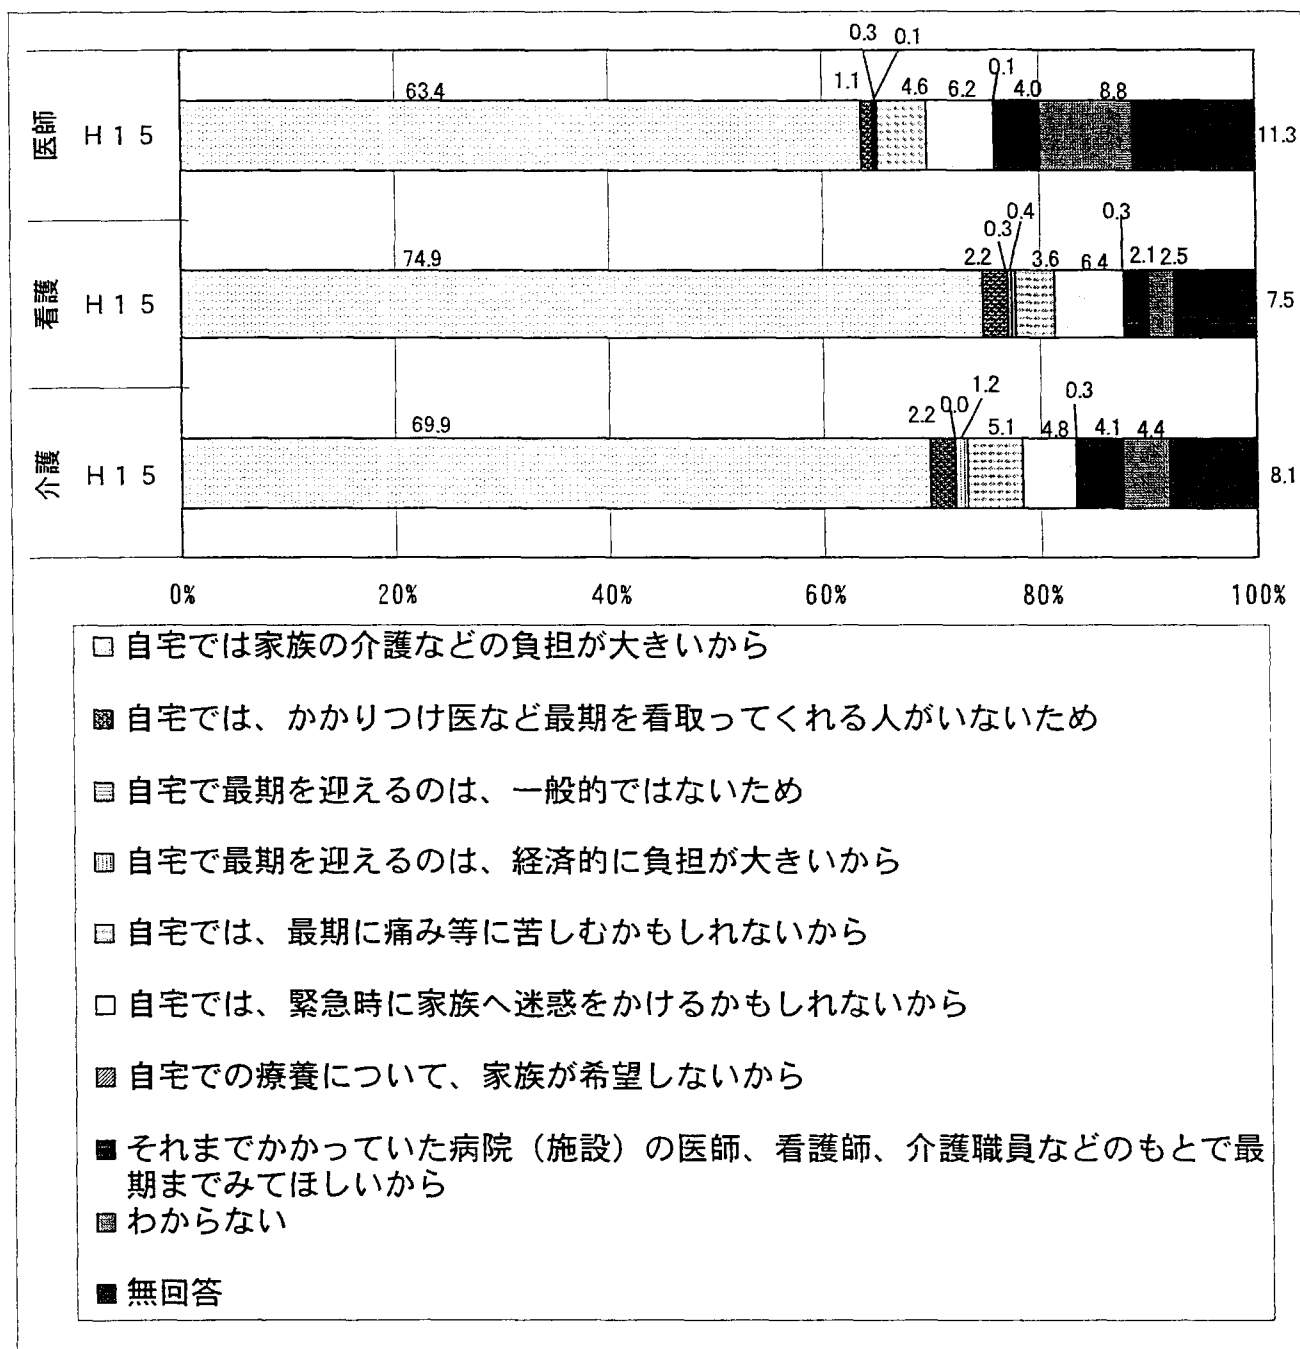 0.3 0.1
63.4 1.1 4.6 6.2 0.1 4.0 8.8
医師 H15 11.3
0.3 0.4 0.3
74.9 2.2 3.6 6.4 2.1 2.5
看護 H15 7.5
0.0 1.2 0.3
69.9 2.2 5.1 4.8 4.1 4.4
介護 H15 8.1
0% 20% 40% 60% 80% 100%
自宅では家族の介護などの負担が大きいから
自宅では、かかりつけ医など最期を看取ってくれる人がいないため
自宅で最期を迎えるのは、一般的ではないため
自宅で最期を迎えるのは、経済的に負担が大きいから
自宅では、最期に痛み等に苦しむかもしれないから
自宅では、緊急時に家族へ迷惑をかけるかもしれないから
自宅での療養について、家族が希望しないから
それまでかかっていた病院（施設）の医師、看護師、介護職員などのもとで最
期までみてほしいから
わからない
無回答